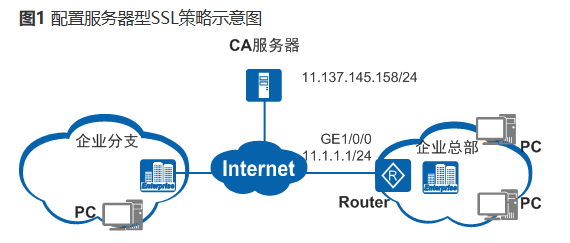 图1 配置服务器型SSL策略示意图
CA服务器
11.137.145.158/24
企业分支
Enterprise
PC
Internet
GE1/0/0
11.1.1.1/24
Router
企业总部
Enterprise
PC
PC
R